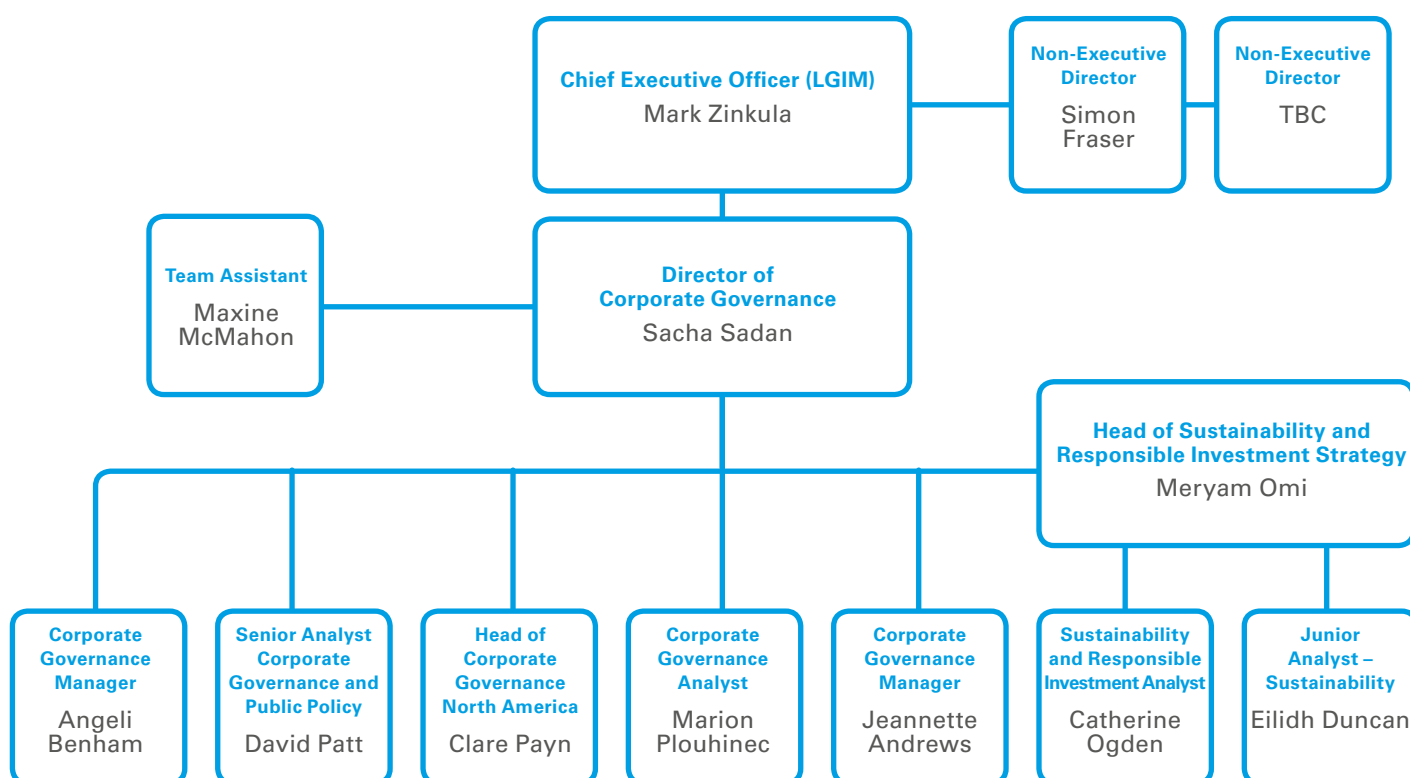 Chief Executive Officer (LGIM)
Mark Zinkula
Non-Executive
Director
Simon
Fraser
Non-Executive
Director
TBC
Team Assistant
Maxine
McMahon
Director of
Corporate Governance
Sacha Sadan
Head of Sustainability and
Responsible Investment Strategy
Meryam Omi
Corporate
Governance
Manager
Angeli
Benham
Senior Analyst
Corporate
Governance and
Public Policy
David Patt
Head of
Corporate
Governance
North America
Clare Payn
Corporate
Governance
Analyst
Marion
Plouhinec
Corporate
Governance
Manager
Jeannette
Andrews
Sustainability
and Responsible
Investment Analyst
Catherine
Ogden
Junior
Analyst –
Sustainability
Eilidh Duncan